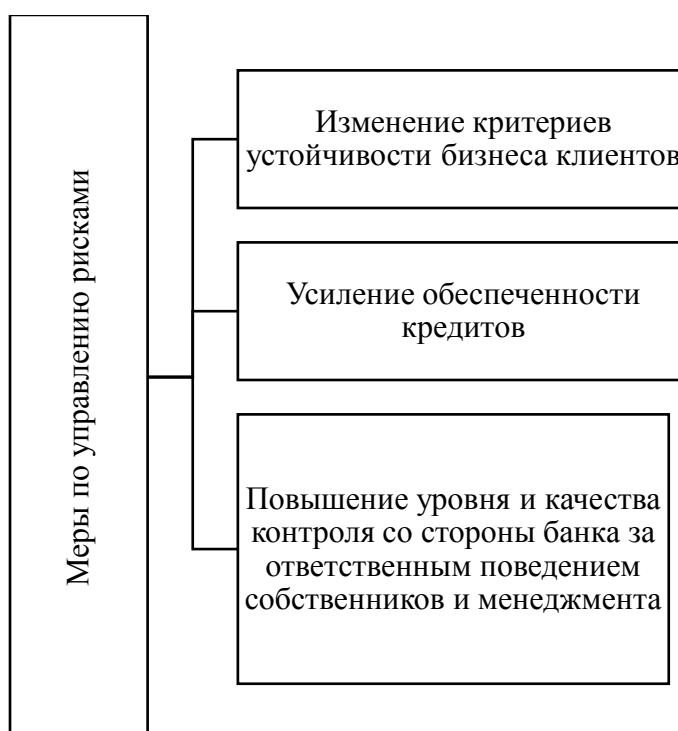 Меры по управлению рисками
Изменение критериев
устойчивости бизнеса клиентов
Усиление обеспеченности
кредитов
Повышение уровня и качества
контроля со стороны банка за
ответственным поведением
собственников и менеджмента